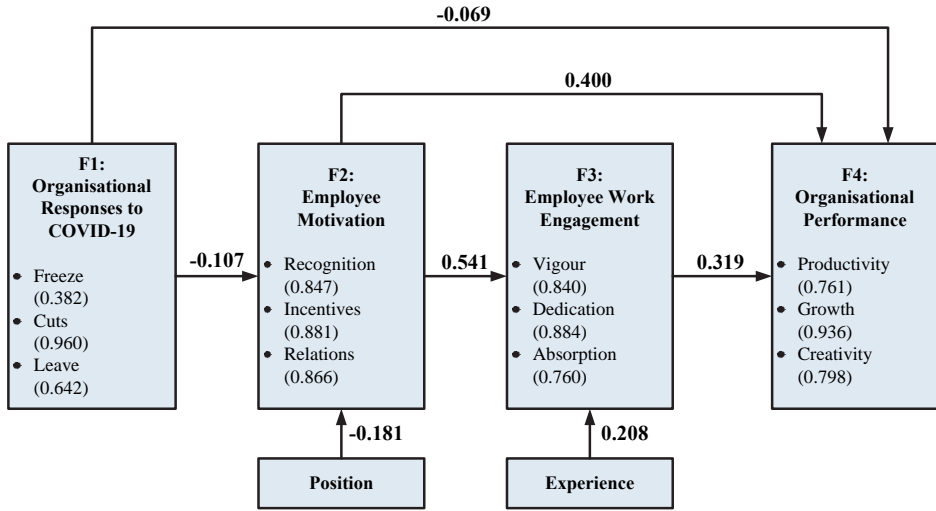 -0.069
0.400
F1:
Organisational
Responses to
COVID-19
Freeze
(0.382)
Cuts
(0.960)
Leave
(0.642)
-0.107
F2:
Employee
Motivation
Recognition
(0.847)
Incentives
(0.881)
Relations
(0.866)
0.541
F3:
Employee Work
Engagement
Vigour
(0.840)
Dedication
(0.884)
Absorption
(0.760)
0.319
F4:
Organisational
Performance
Productivity
(0.761)
Growth
(0.936)
Creativity
(0.798)
-0.181
0.208
Position
Experience